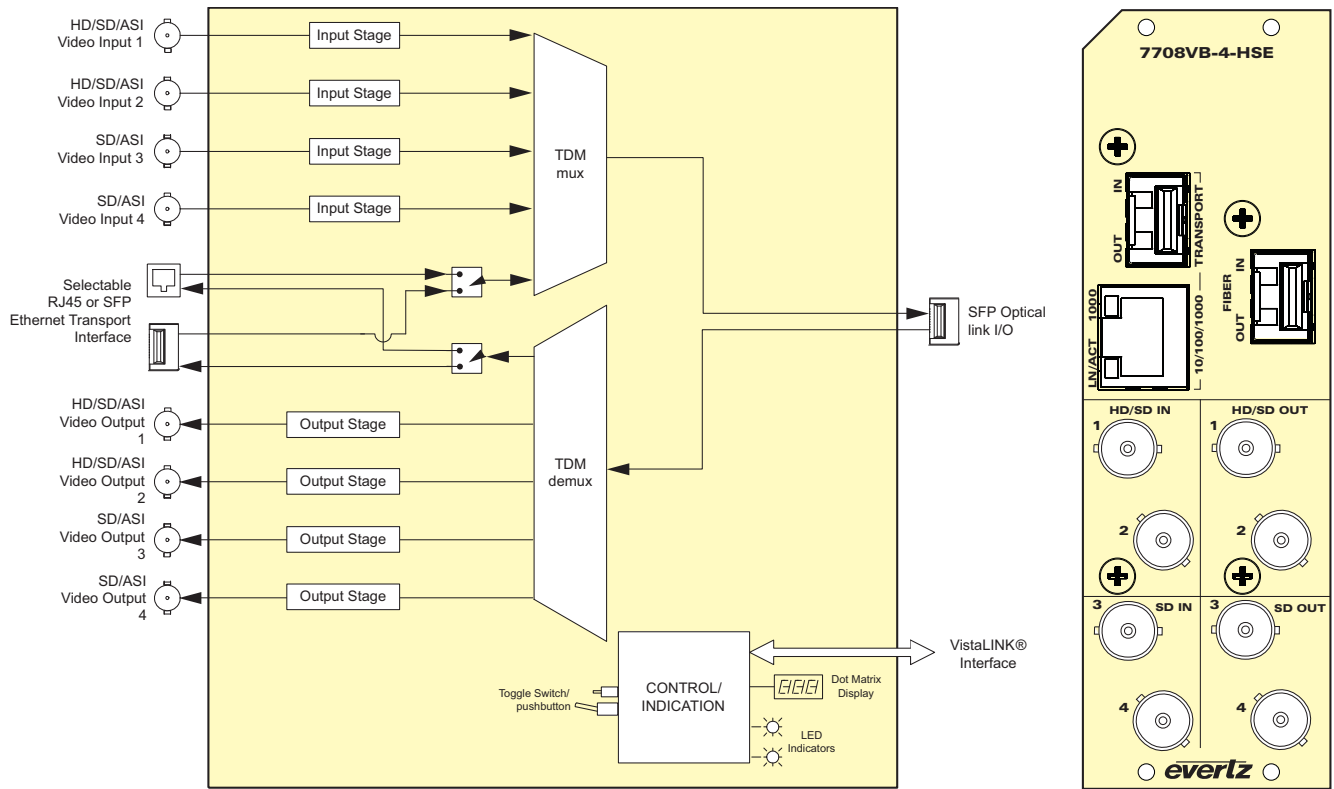 HD/SD/ASI
Video Input 1
Input Stage
HD/SD/ASI
Video Input 2
Input Stage
SD/ASI
Video Input 3
Input Stage
SD/ASI
Video Input 4
Input Stage
TDM
mux
Selectable
RJ45 or SFP
Ethernet Transport
Interface
SFP Optical
link I/O
HD/SD/ASI
Video Output
1
Output Stage
HD/SD/ASI
Video Output
2
Output Stage
SD/ASI
Video Output
3
Output Stage
SD/ASI
Video Output
4
Output Stage
TDM
demux
Toggle Switch/
pushbutton
CONTROL/
INDICATION
VistaLINK®
Interface
Dot Matrix
Display
LED
Indicators
7708VB-4-HSE
IN
OUT
TRANSPORT
IN
FIBER
OUT
1000
LN/ACT
10/100/1000
HD/SD IN
HD/SD OUT
1
1
2
2
3
SD IN
3
SD OUT
4
4
evertz